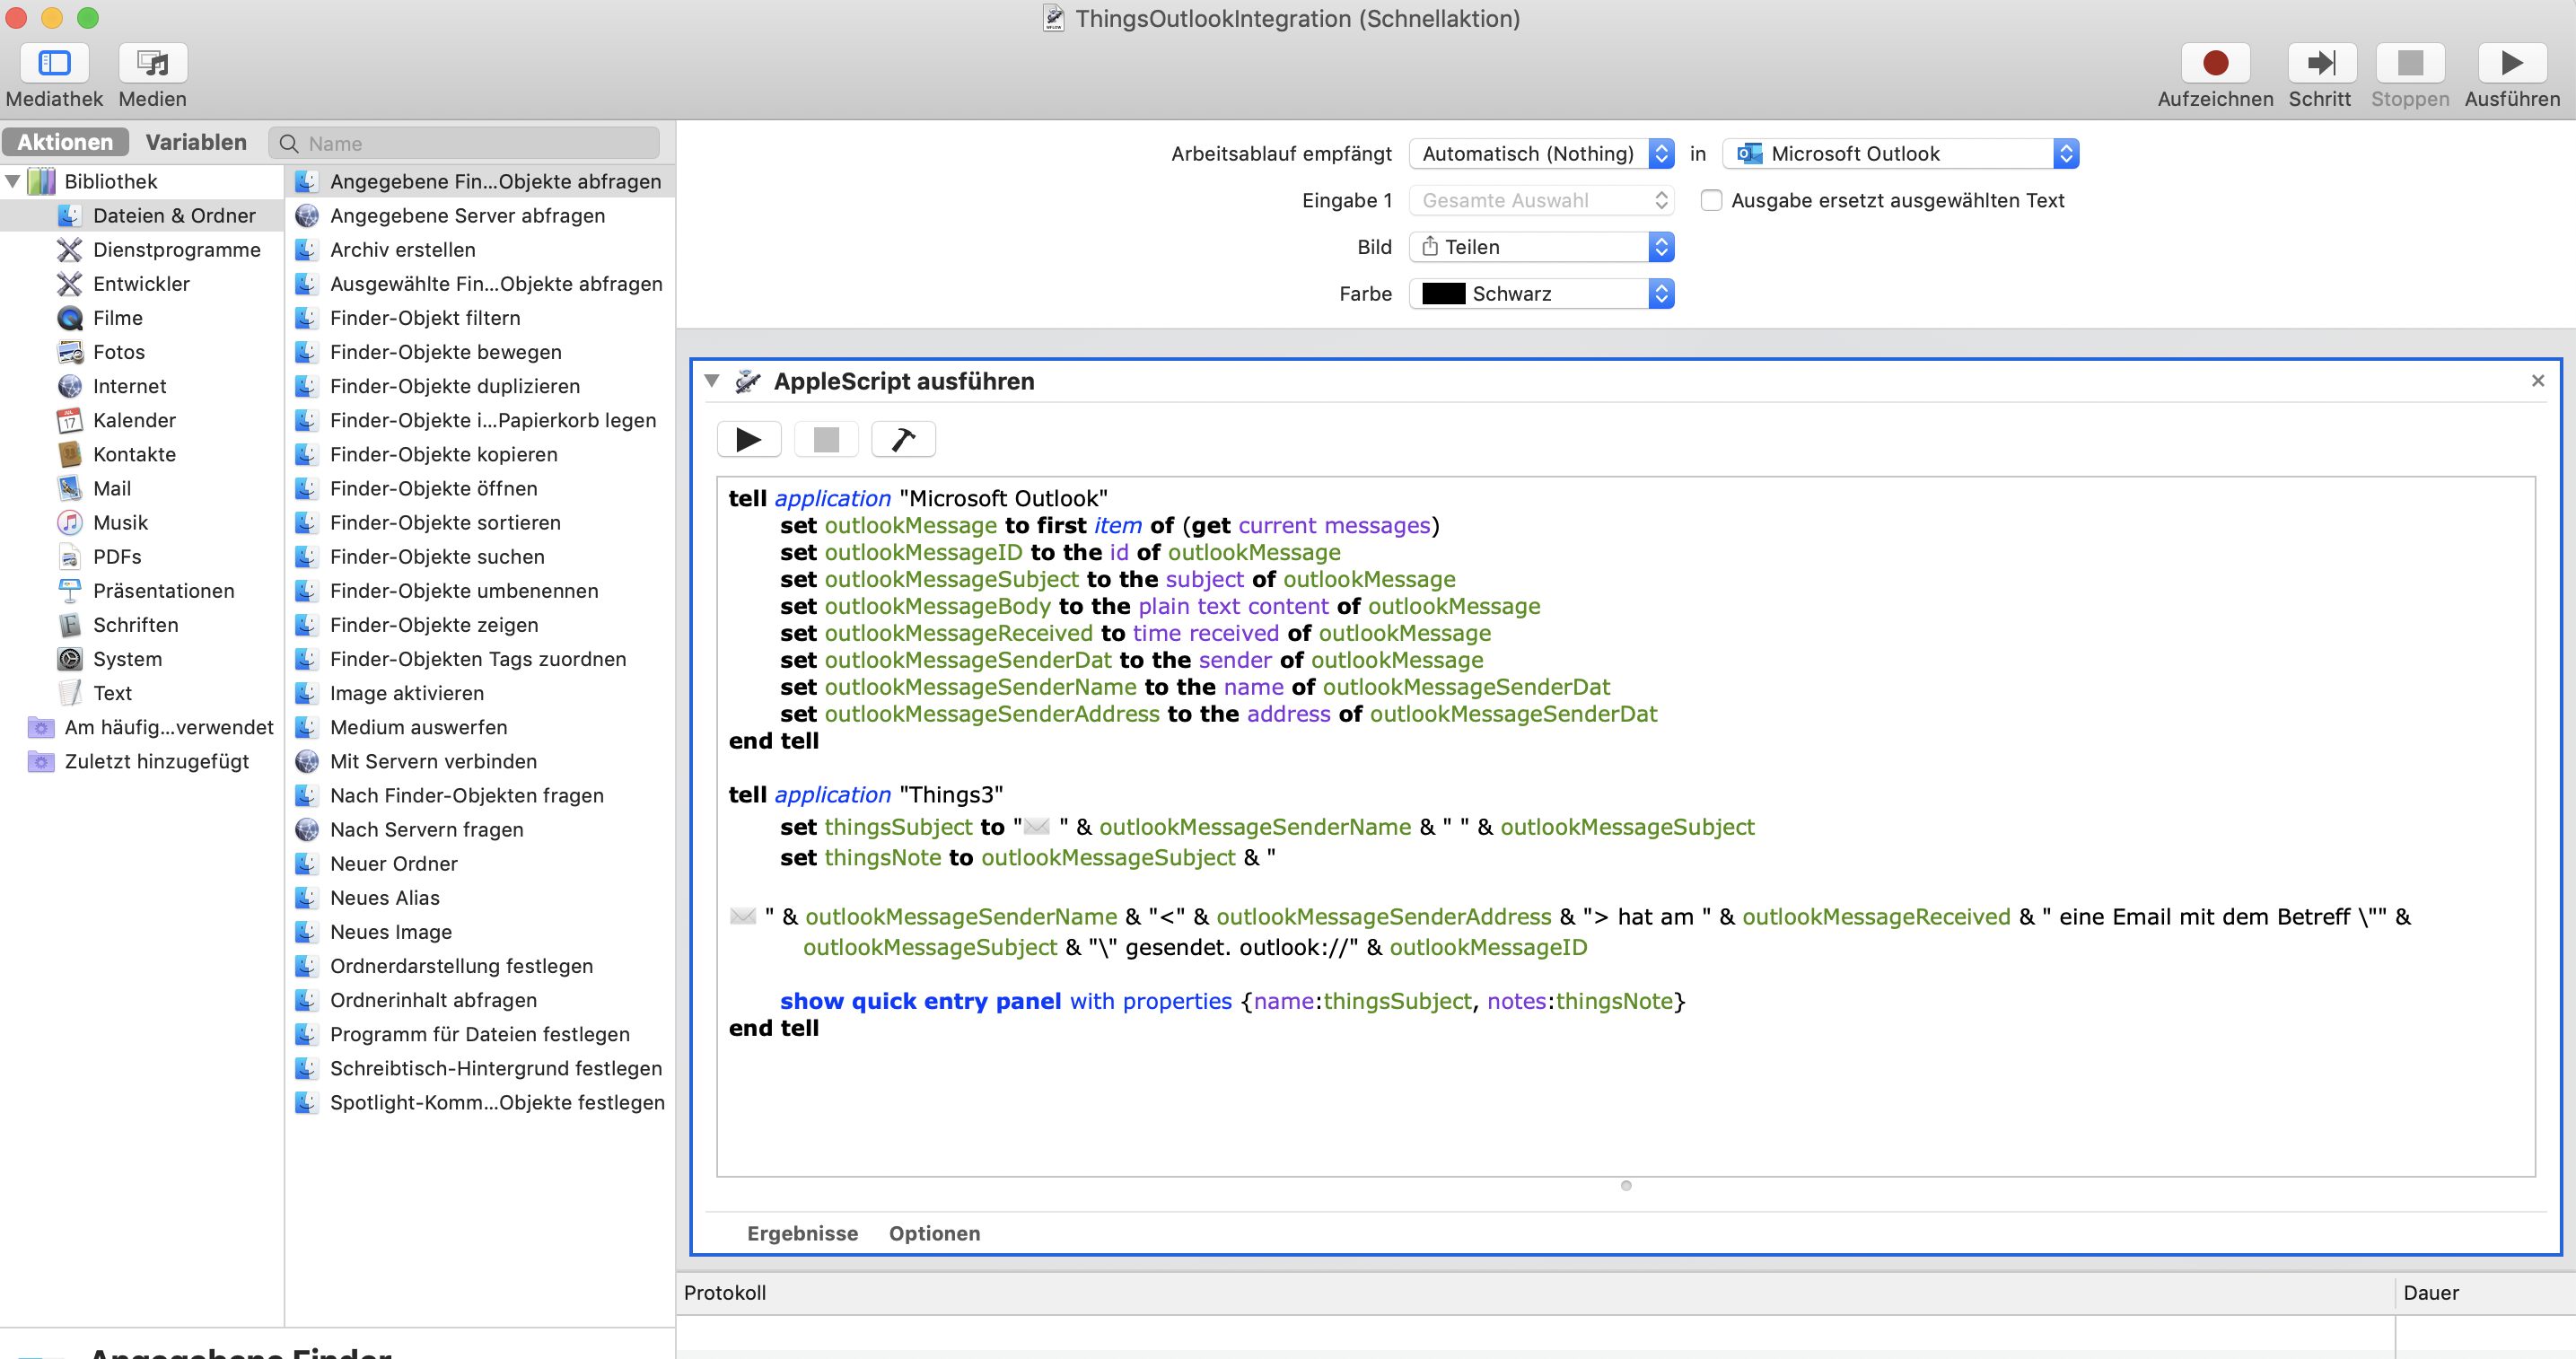 ThingsOutlookIntegration (Schnellaktion)
Mediathek
Medien
Aufzeichnen
Schritt
Stoppen
Ausführen
Aktionen
Variablen
Name
Bibliothek
Dateien & Ordner
Dienstprogramme
Entwickler
Filme
Fotos
Internet
Kalender
Kontakte
Mail
Musik
PDFs
Präsentationen
Schriften
System
Text
Am häufig...verwendet
Zuletzt hinzugefügt
Angegebene Fin...Objekte abfragen
Angegebene Server abfragen
Archiv erstellen
Ausgewählte Fin...Objekte abfragen
Finder-Objekt filtern
Finder-Objekte bewegen
Finder-Objekte duplizieren
Finder-Objekte i...Papierkorb legen
Finder-Objekte kopieren
Finder-Objekte öffnen
Finder-Objekte sortieren
Finder-Objekte suchen
Finder-Objekte umbenennen
Finder-Objekte zeigen
Finder-Objekten Tags zuordnen
Image aktivieren
Medium auswerfen
Mit Servern verbinden
Nach Finder-Objekten fragen
Nach Servern fragen
Neuer Ordner
Neues Alias
Neues Image
Ordnerdarstellung festlegen
Ordnerinhalt abfragen
Programm für Dateien festlegen
Schreibtisch-Hintergrund festlegen
Spotlight-Komm...Objekte festlegen
Angegebene Finder
Arbeitsablauf empfängt Automatisch (Nothing) in Microsoft Outlook
Eingabe 1 Gesamte Auswahl Ausgabe ersetzt ausgewählten Text
Bild Teilen
Farbe Schwarz
AppleScript ausführen
tell application "Microsoft Outlook"
set outlookMessage to first item of (get current messages)
set outlookMessageID to the id of outlookMessage
set outlookMessageSubject to the subject of outlookMessage
set outlookMessageBody to the plain text content of outlookMessage
set outlookMessageReceived to time received of outlookMessage
set outlookMessageSenderDat to the sender of outlookMessage
set outlookMessageSenderName to the name of outlookMessageSenderDat
set outlookMessageSenderAddress to the address of outlookMessageSenderDat
end tell
tell application "Things3"
set thingsSubject to "✉️ " & outlookMessageSenderName & " " & outlookMessageSubject
set thingsNote to outlookMessageSubject & "
✉️ " & outlookMessageSenderName & "<" & outlookMessageSenderAddress & "> hat am " & outlookMessageReceived & " eine Email mit dem Betreff \"" &
outlookMessageSubject & "\" gesendet. outlook://" & outlookMessageID
show quick entry panel with properties {name:thingsSubject, notes:thingsNote}
end tell
Ergebnisse
Optionen
Protokoll
Dauer